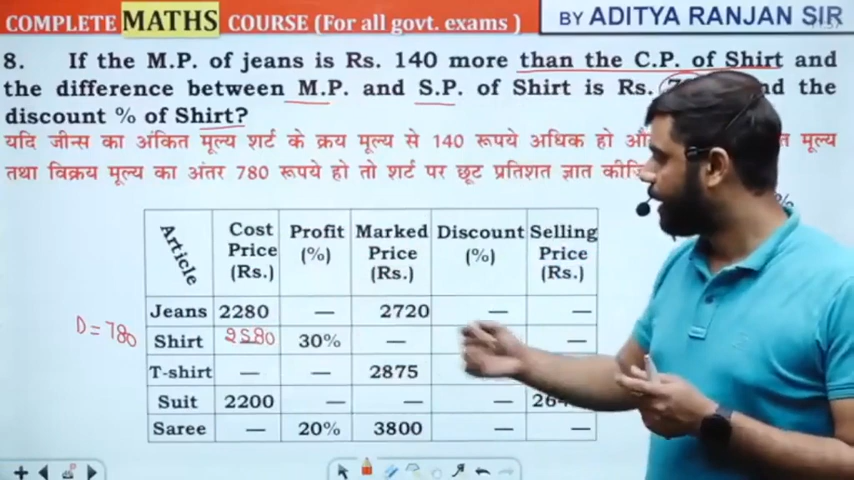 COMPLETE MATHS COURSE (For all govt. exams )
BY ADITYA RANJAN SIR
8. If the M.P. of jeans is Rs. 140 more than the C.P. of Shirt and
the difference between M.P. and S.P. of Shirt is Rs. the
discount % of Shirt?
यदि जीन्स का अंकित मूल्य शर्ट के क्रय मूल्य से 140 रूपये अधिक हो मूल्य
तथा विक्रय मूल्य का अंतर 780 रूपये हो तो शर्ट पर छूट प्रतिशत ज्ञात
Article Cost Price (Rs.) Profit (%) Marked Price (Rs.) Discount (%) Selling Price (Rs.)
Jeans 2280 — 2720 — —
D = 780
Shirt 2580 30% — —
T-shirt — — 2875
Suit 2200 — — —
Saree — 20% 3800 — —